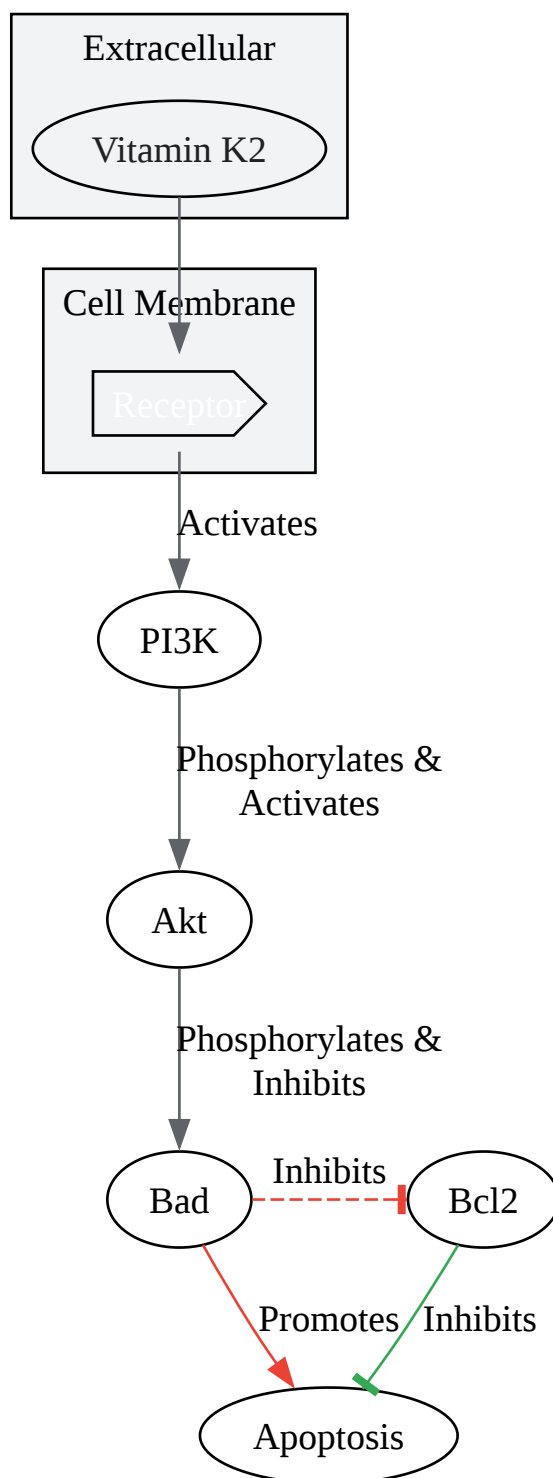 Extracellular
Vitamin K2
Cell Membrane
Receptor
Activates
PI3K
Phosphorylates &
Activates
Akt
Phosphorylates &
Inhibits
Bad
Inhibits
Bcl2
Promotes
Inhibits
Apoptosis